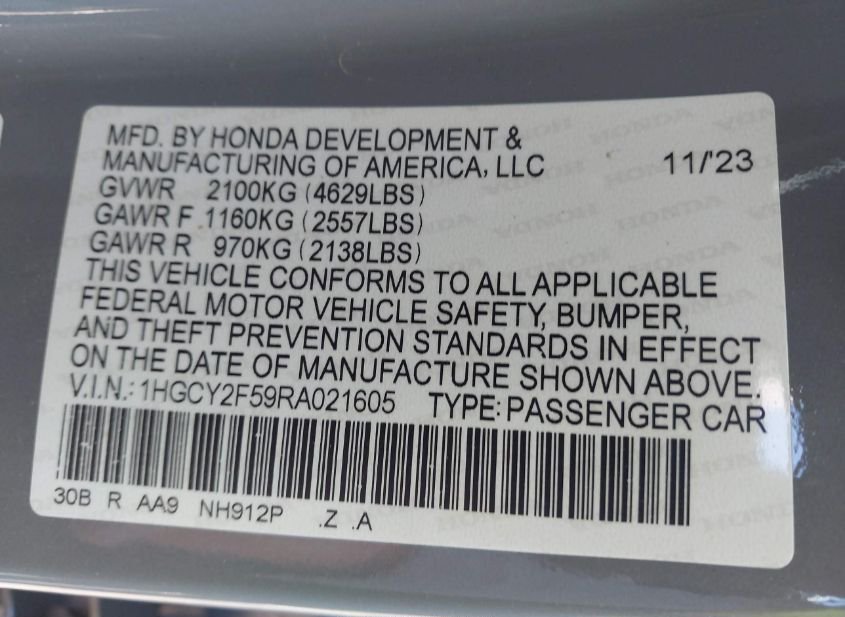 MFD. BY HONDA DEVELOPMENT &
MANUFACTURING OF AMERICA, LLC 11/'23
GVWR 2100KG (4629LBS)
GAWR F 1160KG (2557LBS)
GAWR R 970KG (2138LBS)
THIS VEHICLE CONFORMS TO ALL APPLICABLE
FEDERAL MOTOR VEHICLE SAFETY, BUMPER,
AND THEFT PREVENTION STANDARDS IN EFFECT
ON THE DATE OF MANUFACTURE SHOWN ABOVE.
V.I.N.: 1HGCY2F59RA021605 TYPE: PASSENGER CAR
30B R AA9 NH912P .Z .A